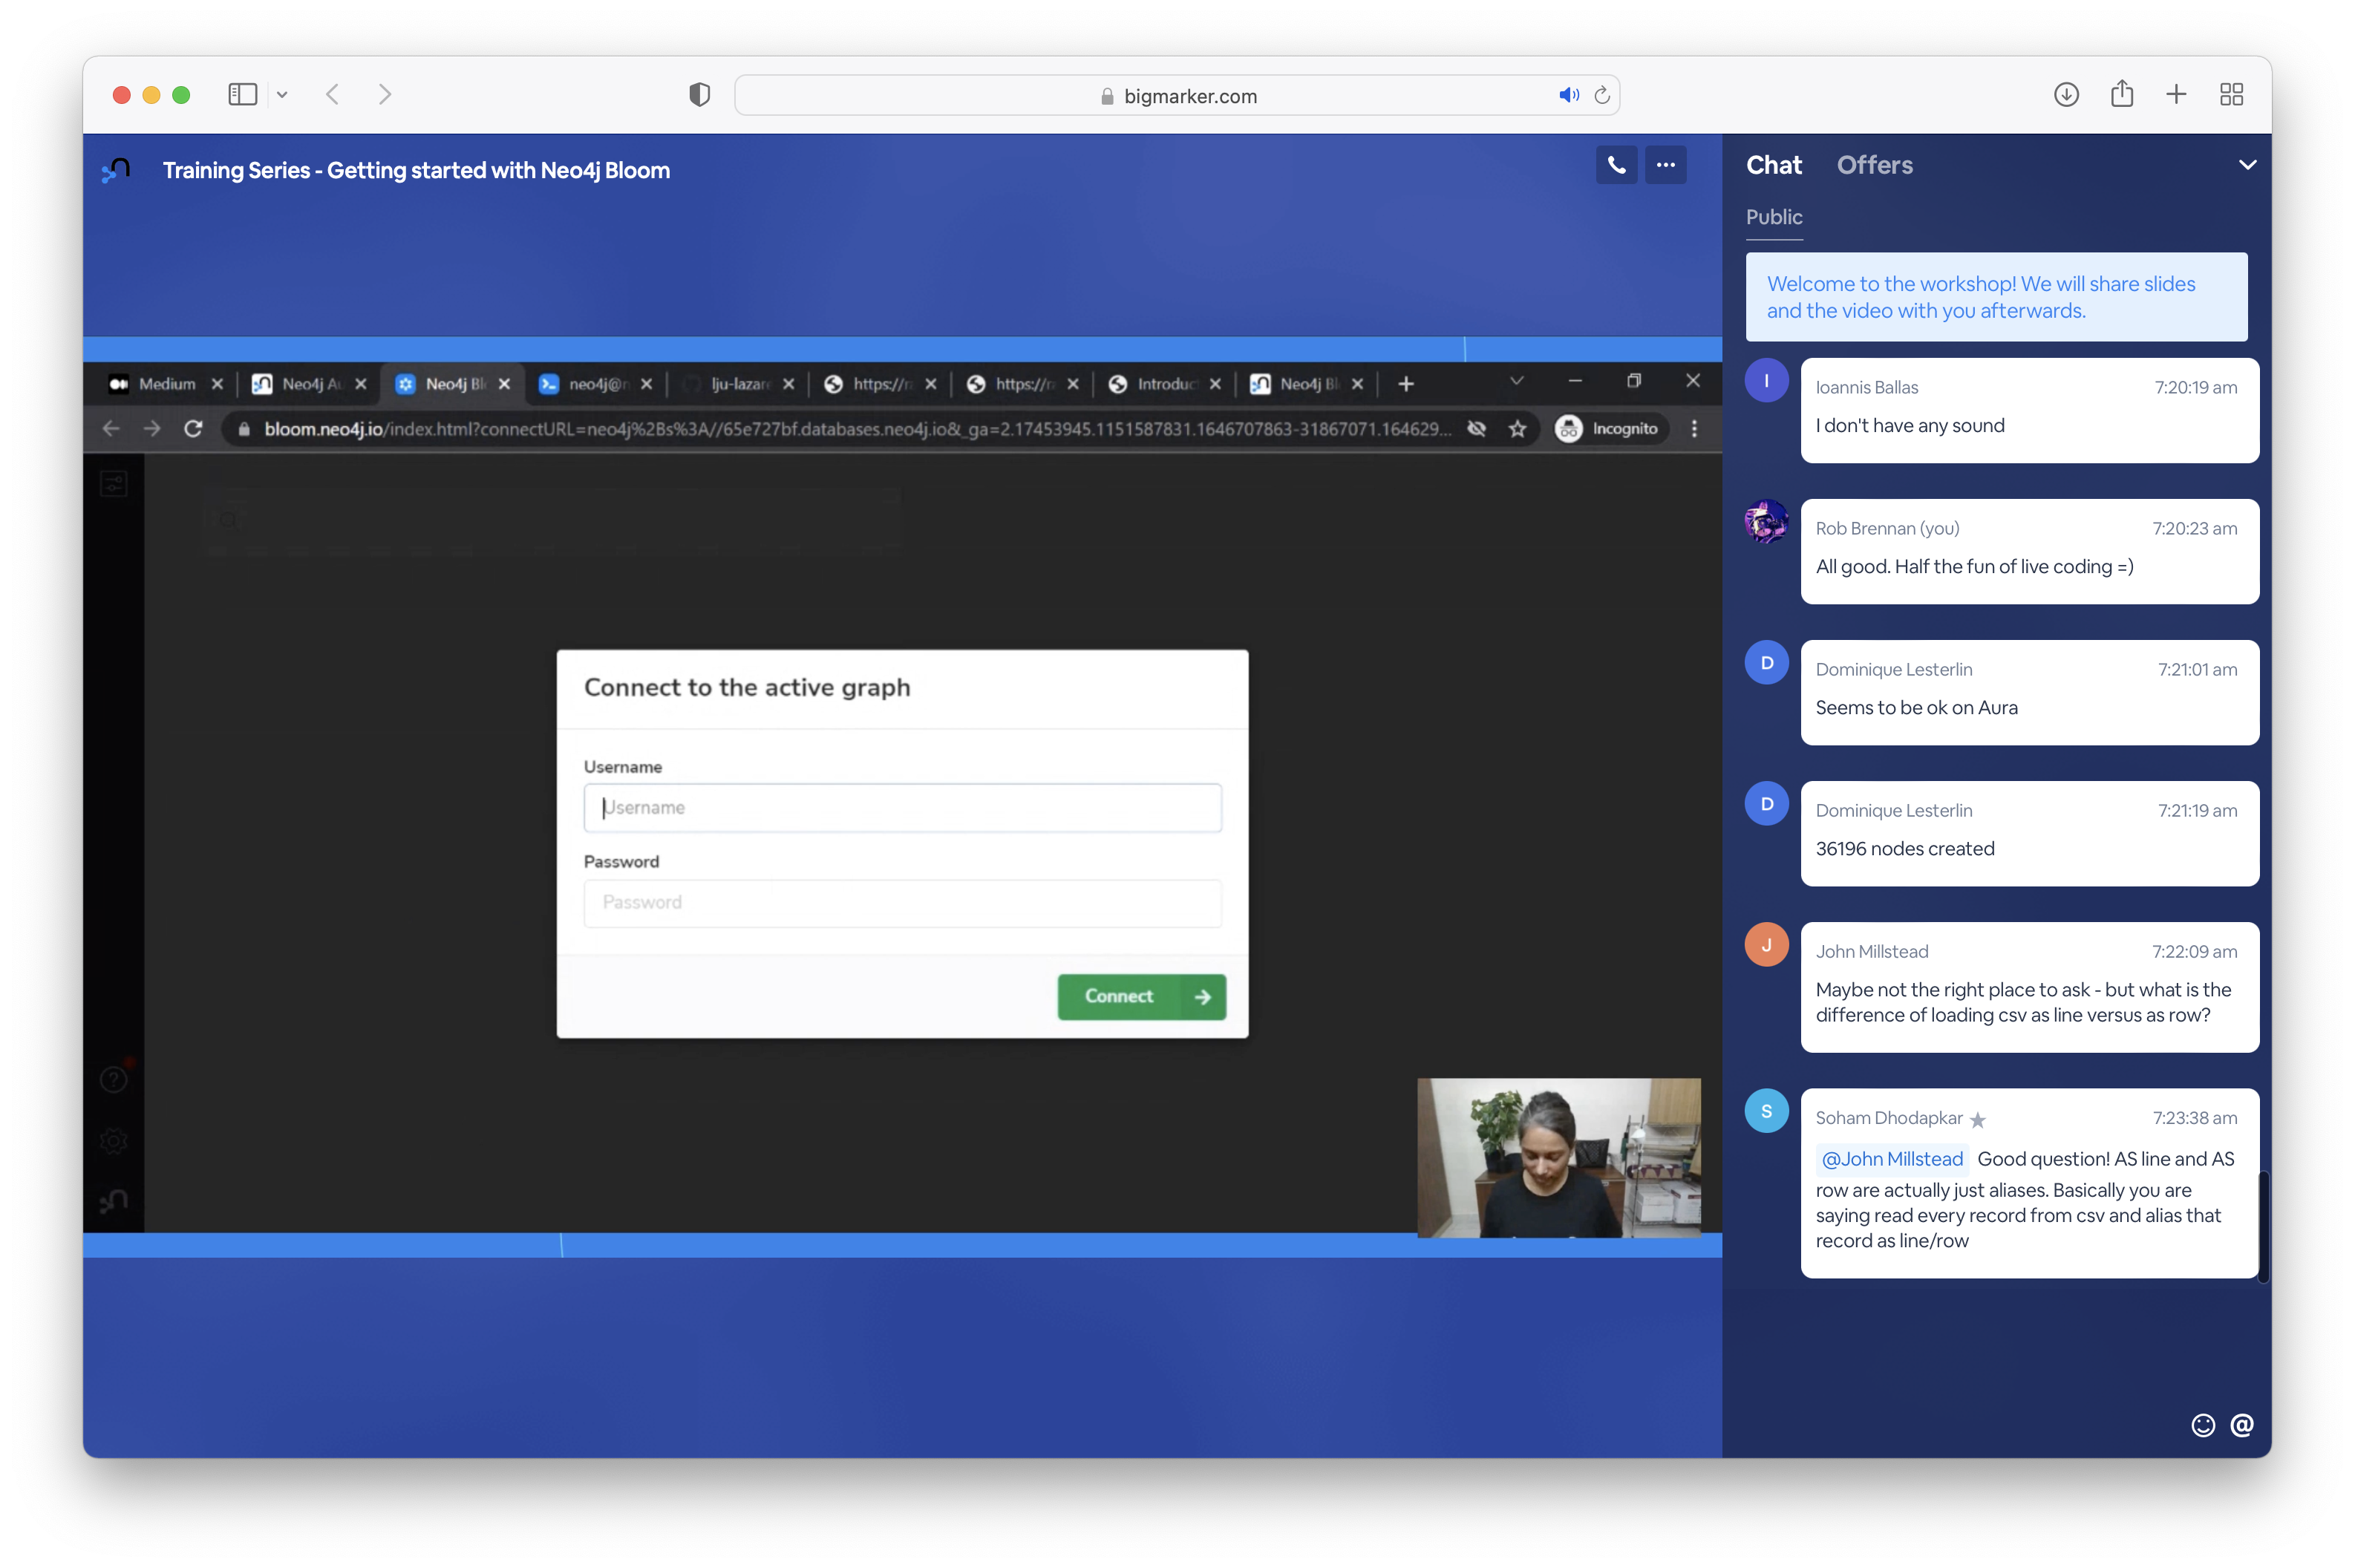 bigmarker.com
Training Series - Getting started with Neo4j Bloom
Medium
Neo4j Au
Neo4j Bl
neo4j@n
lju-lazare
https://
https://
Introduc
Neo4j Bl
bloom.neo4j.io/index.html?connectURL=neo4j%2Bs%3A//65e727bf.databases.neo4j.io&_ga=2.17453945.1151587831.1646707863-31867071.164629...
Incognito
Connect to the active graph
Username
Username
Password
Password
Connect
Chat
Offers
Public
Welcome to the workshop! We will share slides
and the video with you afterwards.
I
Ioannis Ballas 7:20:19 am
I don't have any sound
Rob Brennan (you) 7:20:23 am
All good. Half the fun of live coding =)
D
Dominique Lesterlin 7:21:01 am
Seems to be ok on Aura
D
Dominique Lesterlin 7:21:19 am
36196 nodes created
J
John Millstead 7:22:09 am
Maybe not the right place to ask - but what is the
difference of loading csv as line versus as row?
S
Soham Dhodapkar 7:23:38 am
@John Millstead Good question! AS line and AS
row are actually just aliases. Basically you are
saying read every record from csv and alias that
record as line/row
@